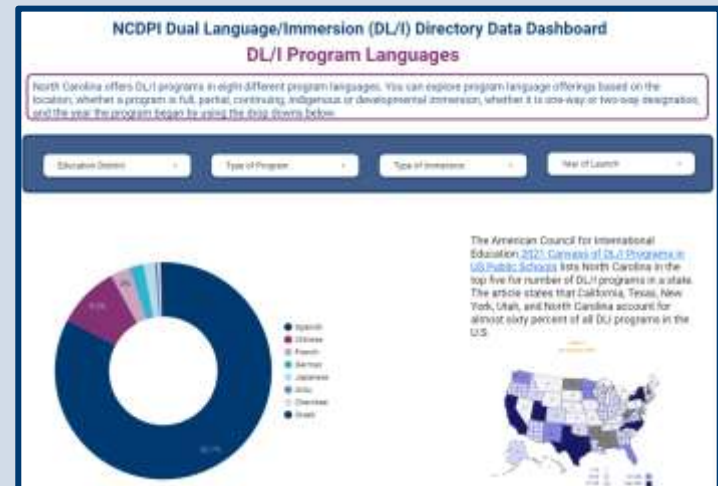 NCDPI Dual Language/Immersion (DL/I) Directory Data Dashboard
DL/I Program Languages
North Carolina offers DL/I programs in eight different program languages. You can explore program language offerings based on the
location, whether a program is full, partial, continuing, indigenous or developmental immersion, whether it is one-way or two-way designation,
and the year the program began by using the drop downs below.
Education District
Type of Program
Type of Immersion
Year of Launch
The American Council for International
Education 2021 Canvass of DL/I Programs in
US Public Schools lists North Carolina in the
top five for number of DL/I programs in a state.
The article states that California, Texas, New
York, Utah, and North Carolina account for
almost sixty percent of all DLI programs in the
U.S.
Spanish
Chinese
French
German
Japanese
Urdu
Cherokee
Greek